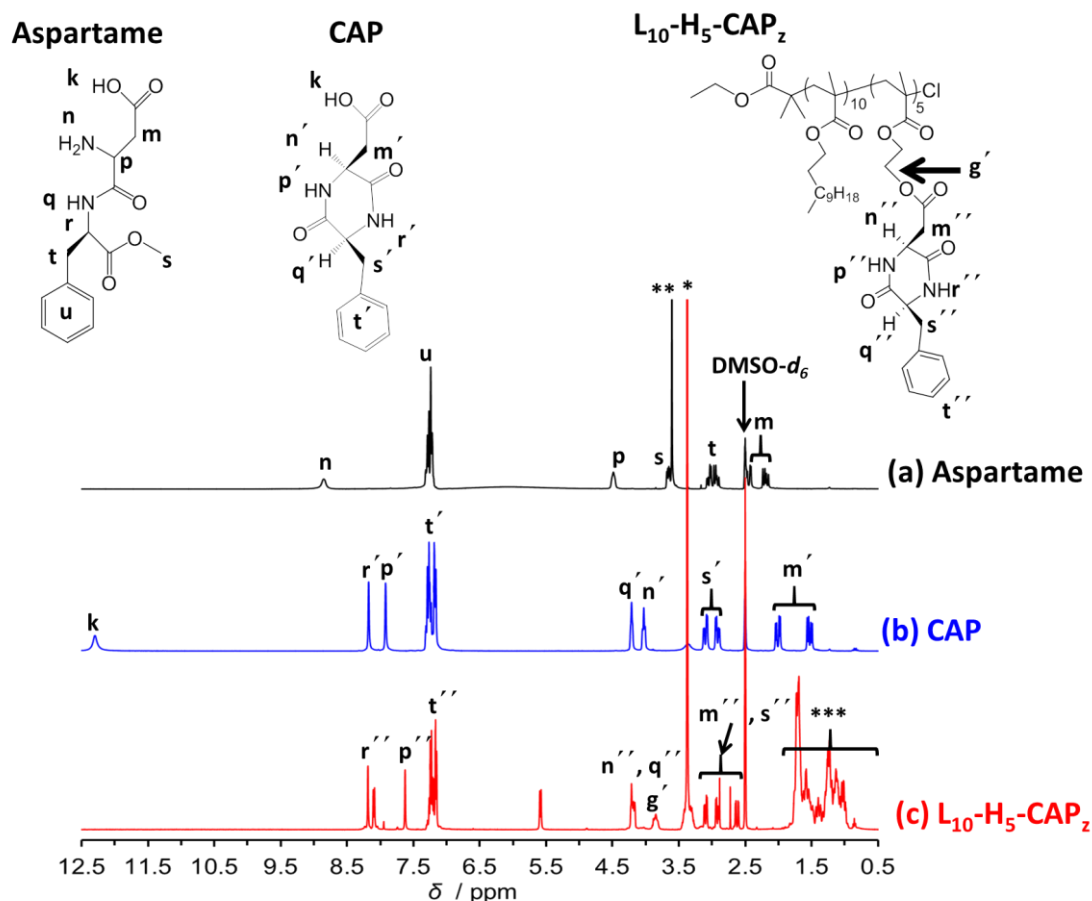 Aspartame
k
HO
O
n
H₂N
m
p
q
HN
O
r
t
O
s
O
u
CAP
k
HO
O
n´
H
m´
p´
HN
O
O
NH
r´
q´
H
s´
t´
L₁₀-H₅-CAP_z
O
O
10
5
Cl
O
O
O
O
g´
C₉H₁₈
O
O
n´´
H
m´´
p´´
HN
O
O
NH
r´´
q´´
H
s´´
t´´
** *
u
DMSO-d₆
n
p
s
t
m
(a) Aspartame
k
r´ p´
t´
q´ n´
s´
m´
(b) CAP
r´´ p´´
t´´
n´´, q´´
g´
m´´, s´´
***
(c) L₁₀-H₅-CAP_z
12.5 11.5 10.5 9.5 8.5 7.5 6.5 5.5 4.5 3.5 2.5 1.5 0.5
δ / ppm